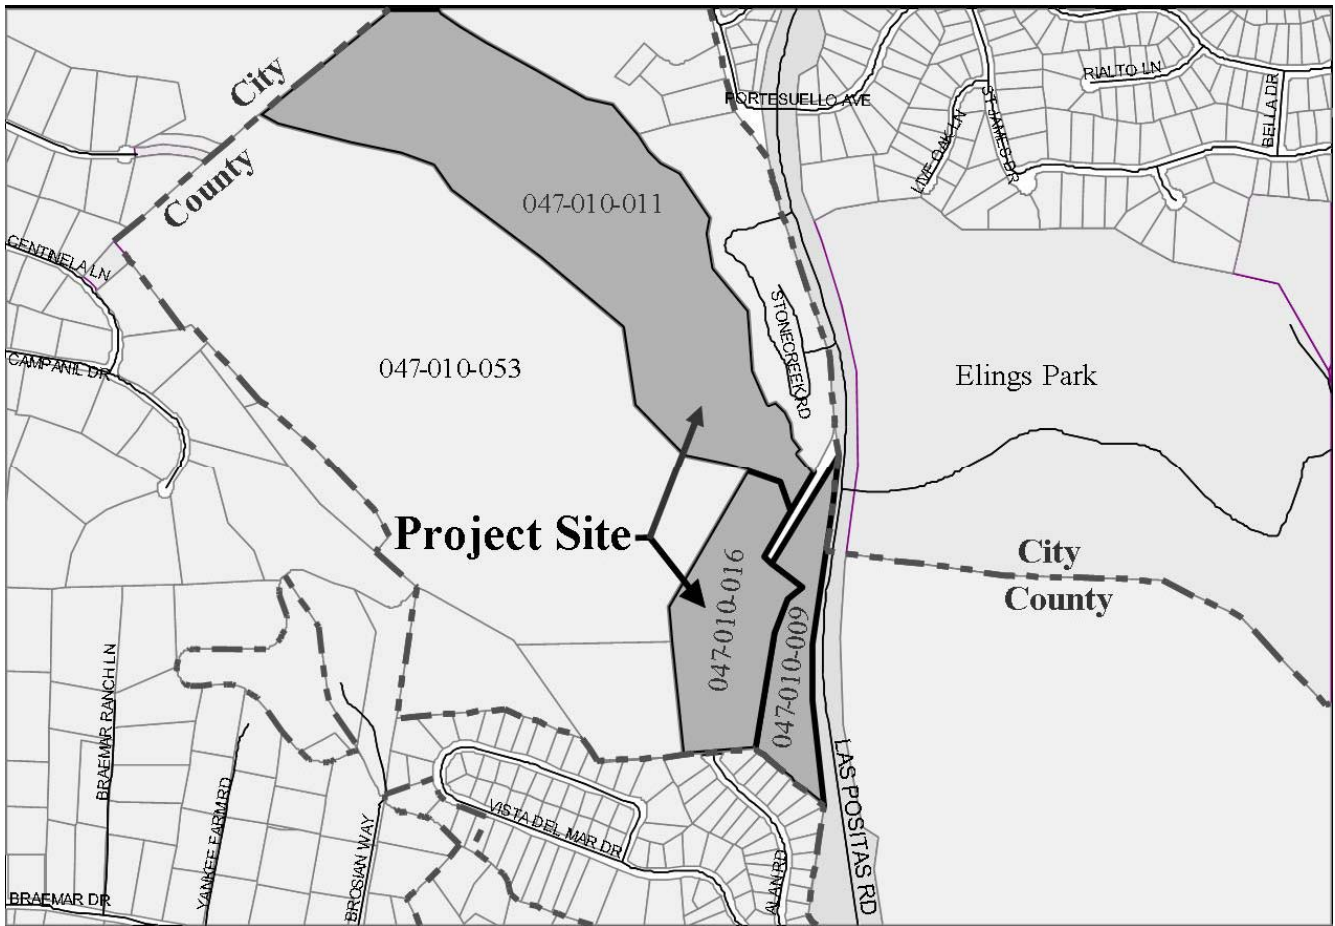 City
County
RIALTO LN
PORTESUELLO AVE
BELLA DR
ST JAMES DR
LIVE OAK LN
047-010-011
CENTINELA LN
STONECREEK RD
CAMPANIL DR
047-010-053
Elings Park
Project Site
City
County
047-010-016
047-010-009
BRAEMAR RANCH LN
LAS POSITAS RD
YANKEE FARM RD
VISTA DEL MAR DR
BROSIAN WAY
ALAN RD
BRAEMAR DR